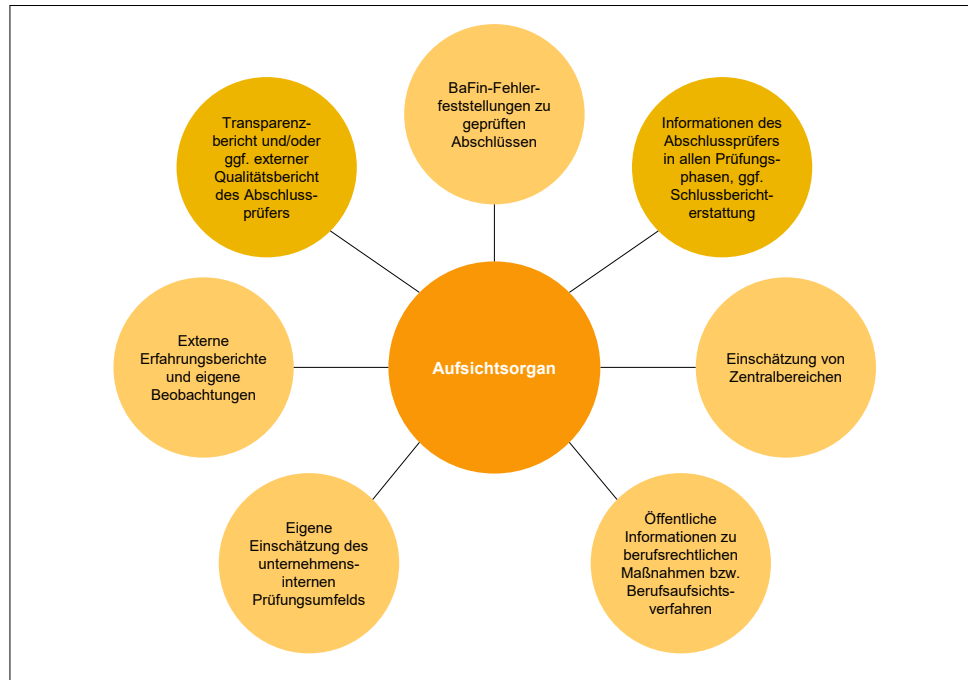 BaFin-Fehler-
feststellungen zu
geprüften
Abschlüssen
Transparenz-
bericht und/oder
ggf. externer
Qualitätsbericht
des Abschluss-
prüfers
Informationen des
Abschlussprüfers
in allen Prüfungs-
phasen, ggf.
Schlussbericht-
erstattung
Externe
Erfahrungsberichte
und eigene
Beobachtungen
Aufsichtsorgan
Einschätzung von
Zentralbereichen
Eigene
Einschätzung des
unternehmens-
internen
Prüfungsumfelds
Öffentliche
Informationen zu
berufsrechtlichen
Maßnahmen bzw.
Berufsaufsichts-
verfahren